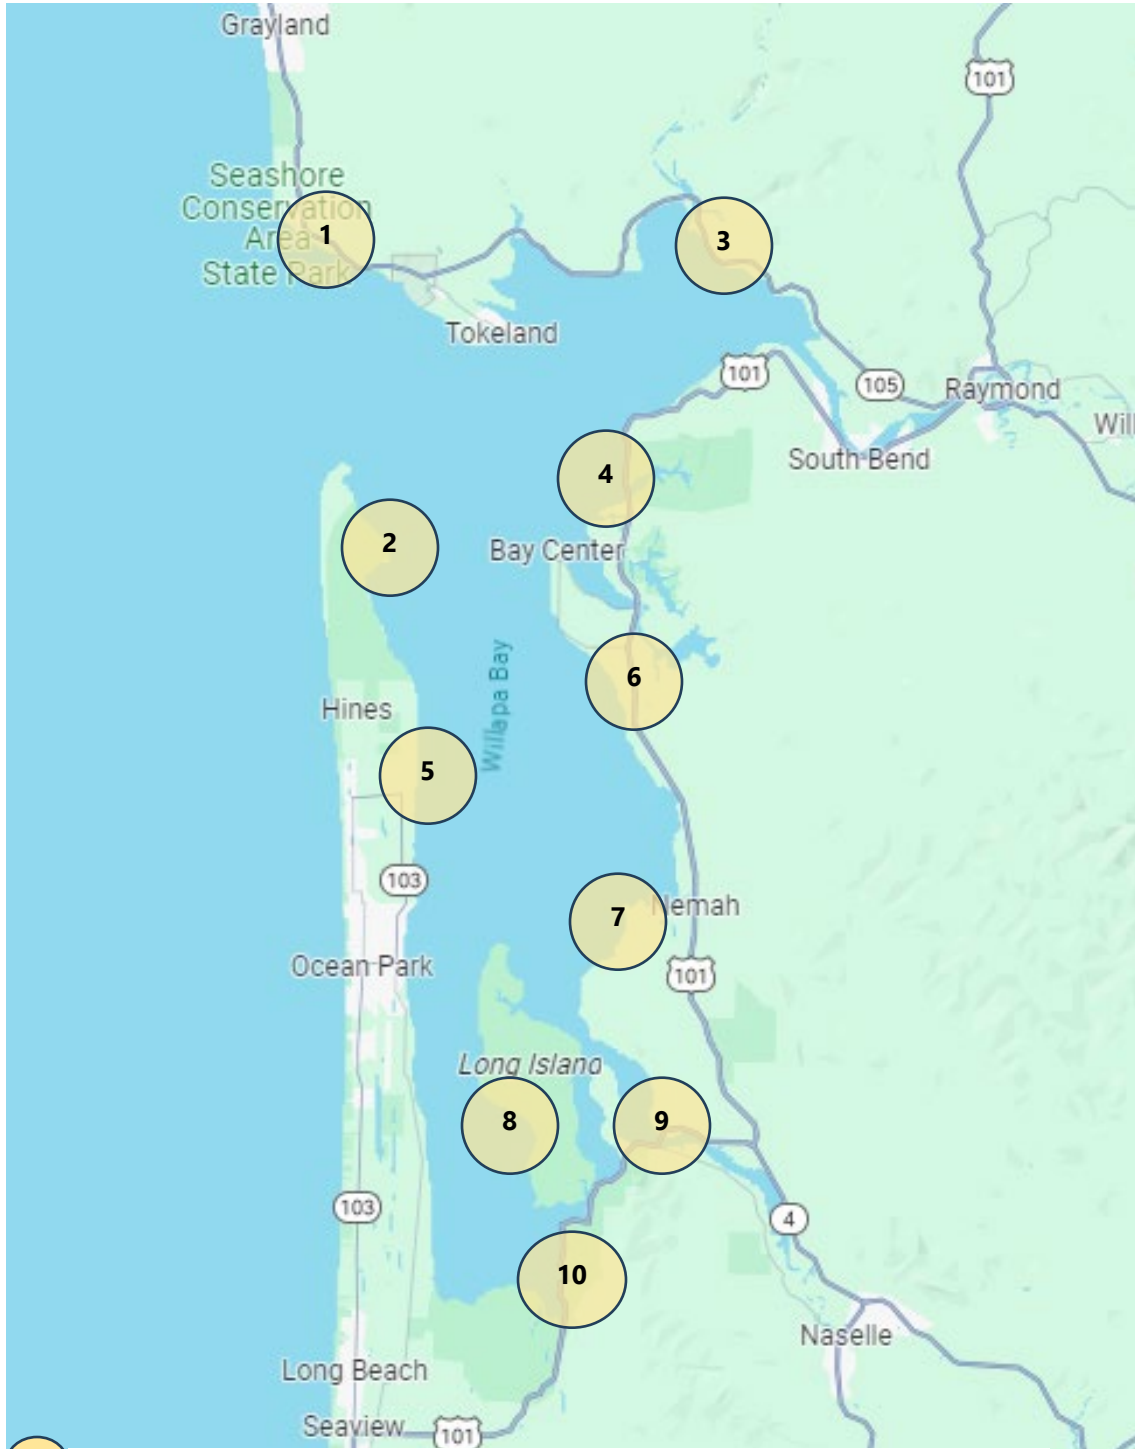 Grayland
101
Seashore
Conservation
Area
State Park
1
3
Tokeland
101
105
Raymond
Will
South Bend
4
2
Bay Center
6
Willapa Bay
Hines
5
103
7
Nemah
Ocean Park
101
Long Island
8
9
103
4
10
Naselle
Long Beach
Seaview
101